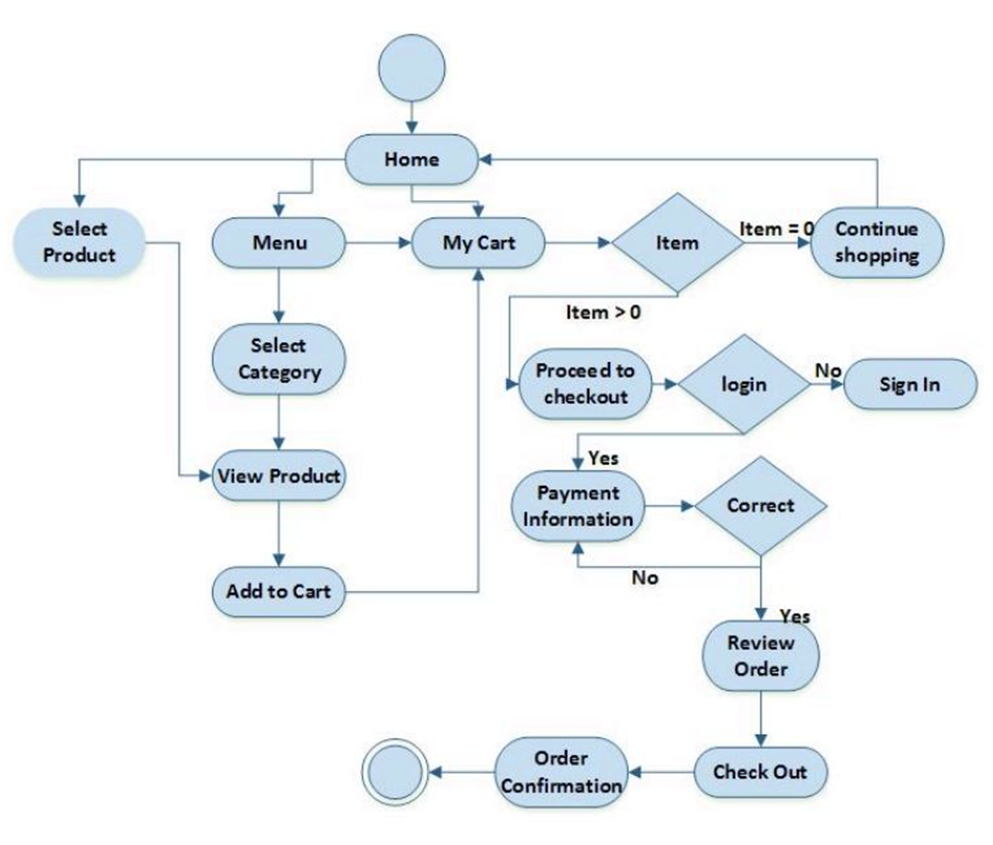 Home
Select
Product
Menu
My Cart
Item
Item = 0
Continue
shopping
Item > 0
Select
Category
Proceed to
checkout
login
No
Sign In
Yes
View Product
Payment
Information
Correct
No
Add to Cart
Yes
Review
Order
Order
Confirmation
Check Out